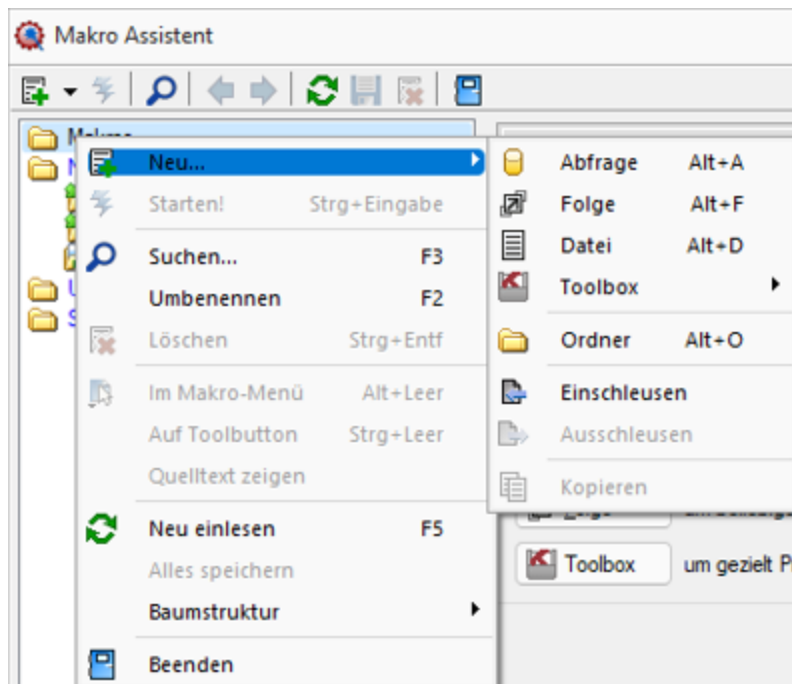 Makro Assistent
Neu...
Starten! Strg+Eingabe
Suchen... F3
Umbenennen F2
Löschen Strg+Entf
Im Makro-Menü Alt+Leer
Auf Toolbutton Strg+Leer
Quelltext zeigen
Neu einlesen F5
Alles speichern
Baumstruktur
Beenden
Abfrage Alt+A
Folge Alt+F
Datei Alt+D
Toolbox
Ordner Alt+O
Einschleusen
Ausschleusen
Kopieren
Toolbox um gezielt